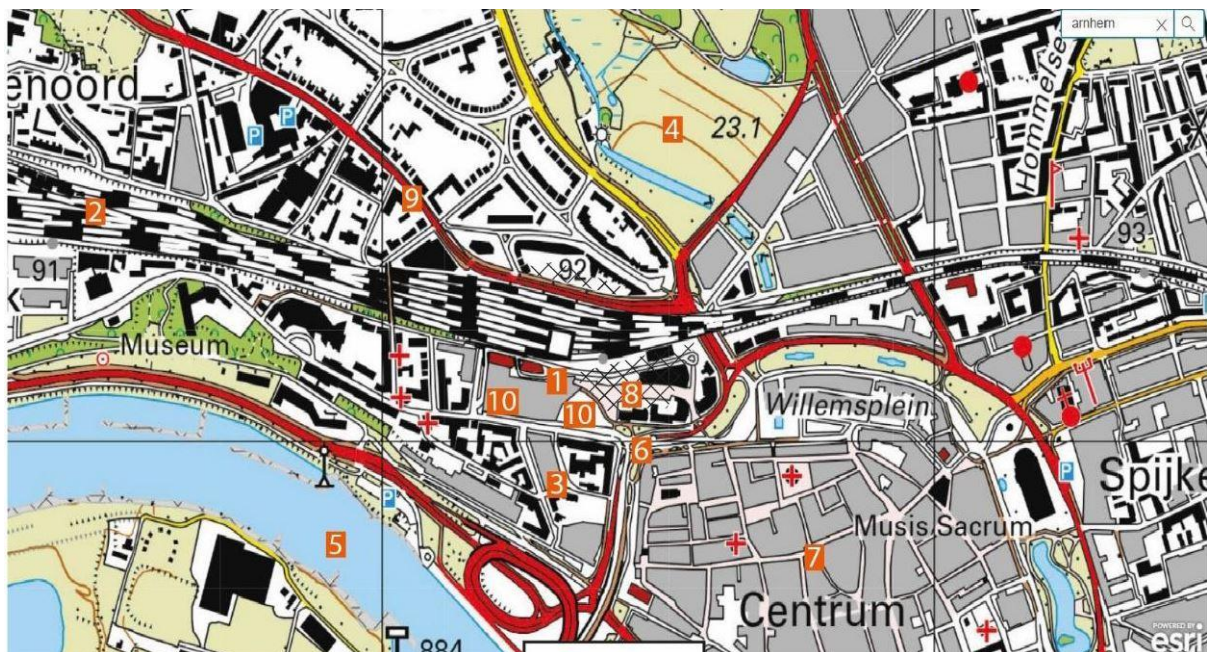 arnhem
enoord
P
P
Hommelse
4
23.1
2
9
91
92
93
Museum
1
10
10
8
Willemsplein
6
3
P
P
Spijke
Musis Sacrum
5
7
Centrum
884
POWERED BY
esri